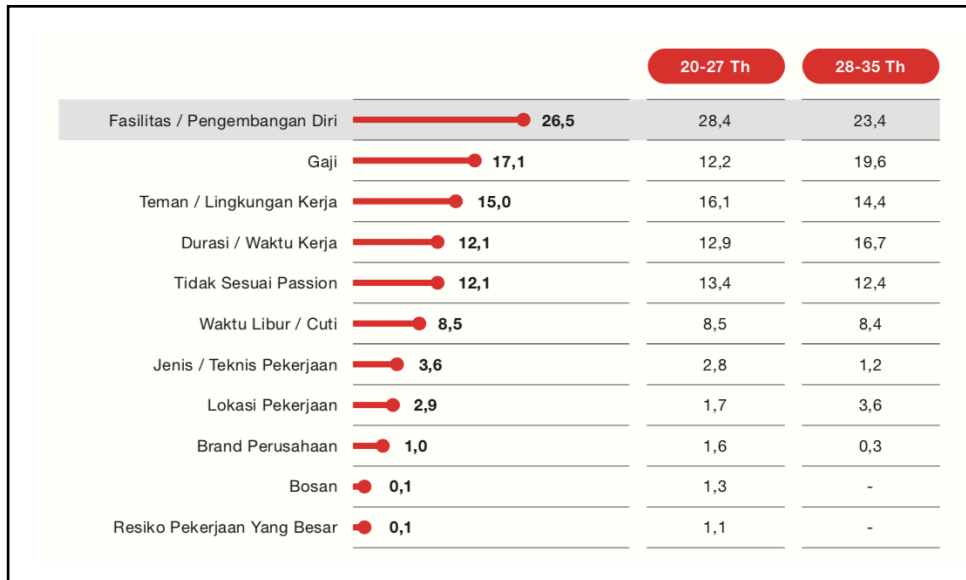 20-27 Th 28-35 Th
Fasilitas / Pengembangan Diri 26,5 28,4 23,4
Gaji 17,1 12,2 19,6
Teman / Lingkungan Kerja 15,0 16,1 14,4
Durasi / Waktu Kerja 12,1 12,9 16,7
Tidak Sesuai Passion 12,1 13,4 12,4
Waktu Libur / Cuti 8,5 8,5 8,4
Jenis / Teknis Pekerjaan 3,6 2,8 1,2
Lokasi Pekerjaan 2,9 1,7 3,6
Brand Perusahaan 1,0 1,6 0,3
Bosan 0,1 1,3 -
Resiko Pekerjaan Yang Besar 0,1 1,1 -